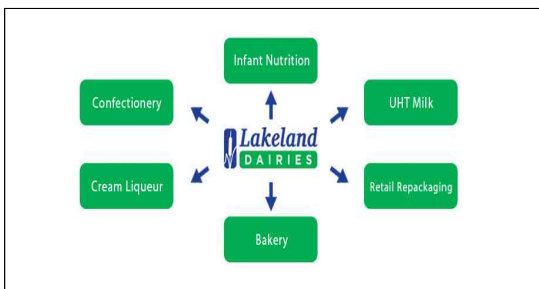 Infant Nutrition
Confectionery
UHT Milk
Lakeland
DAIRIES
Cream Liqueur
Retail Repackaging
Bakery